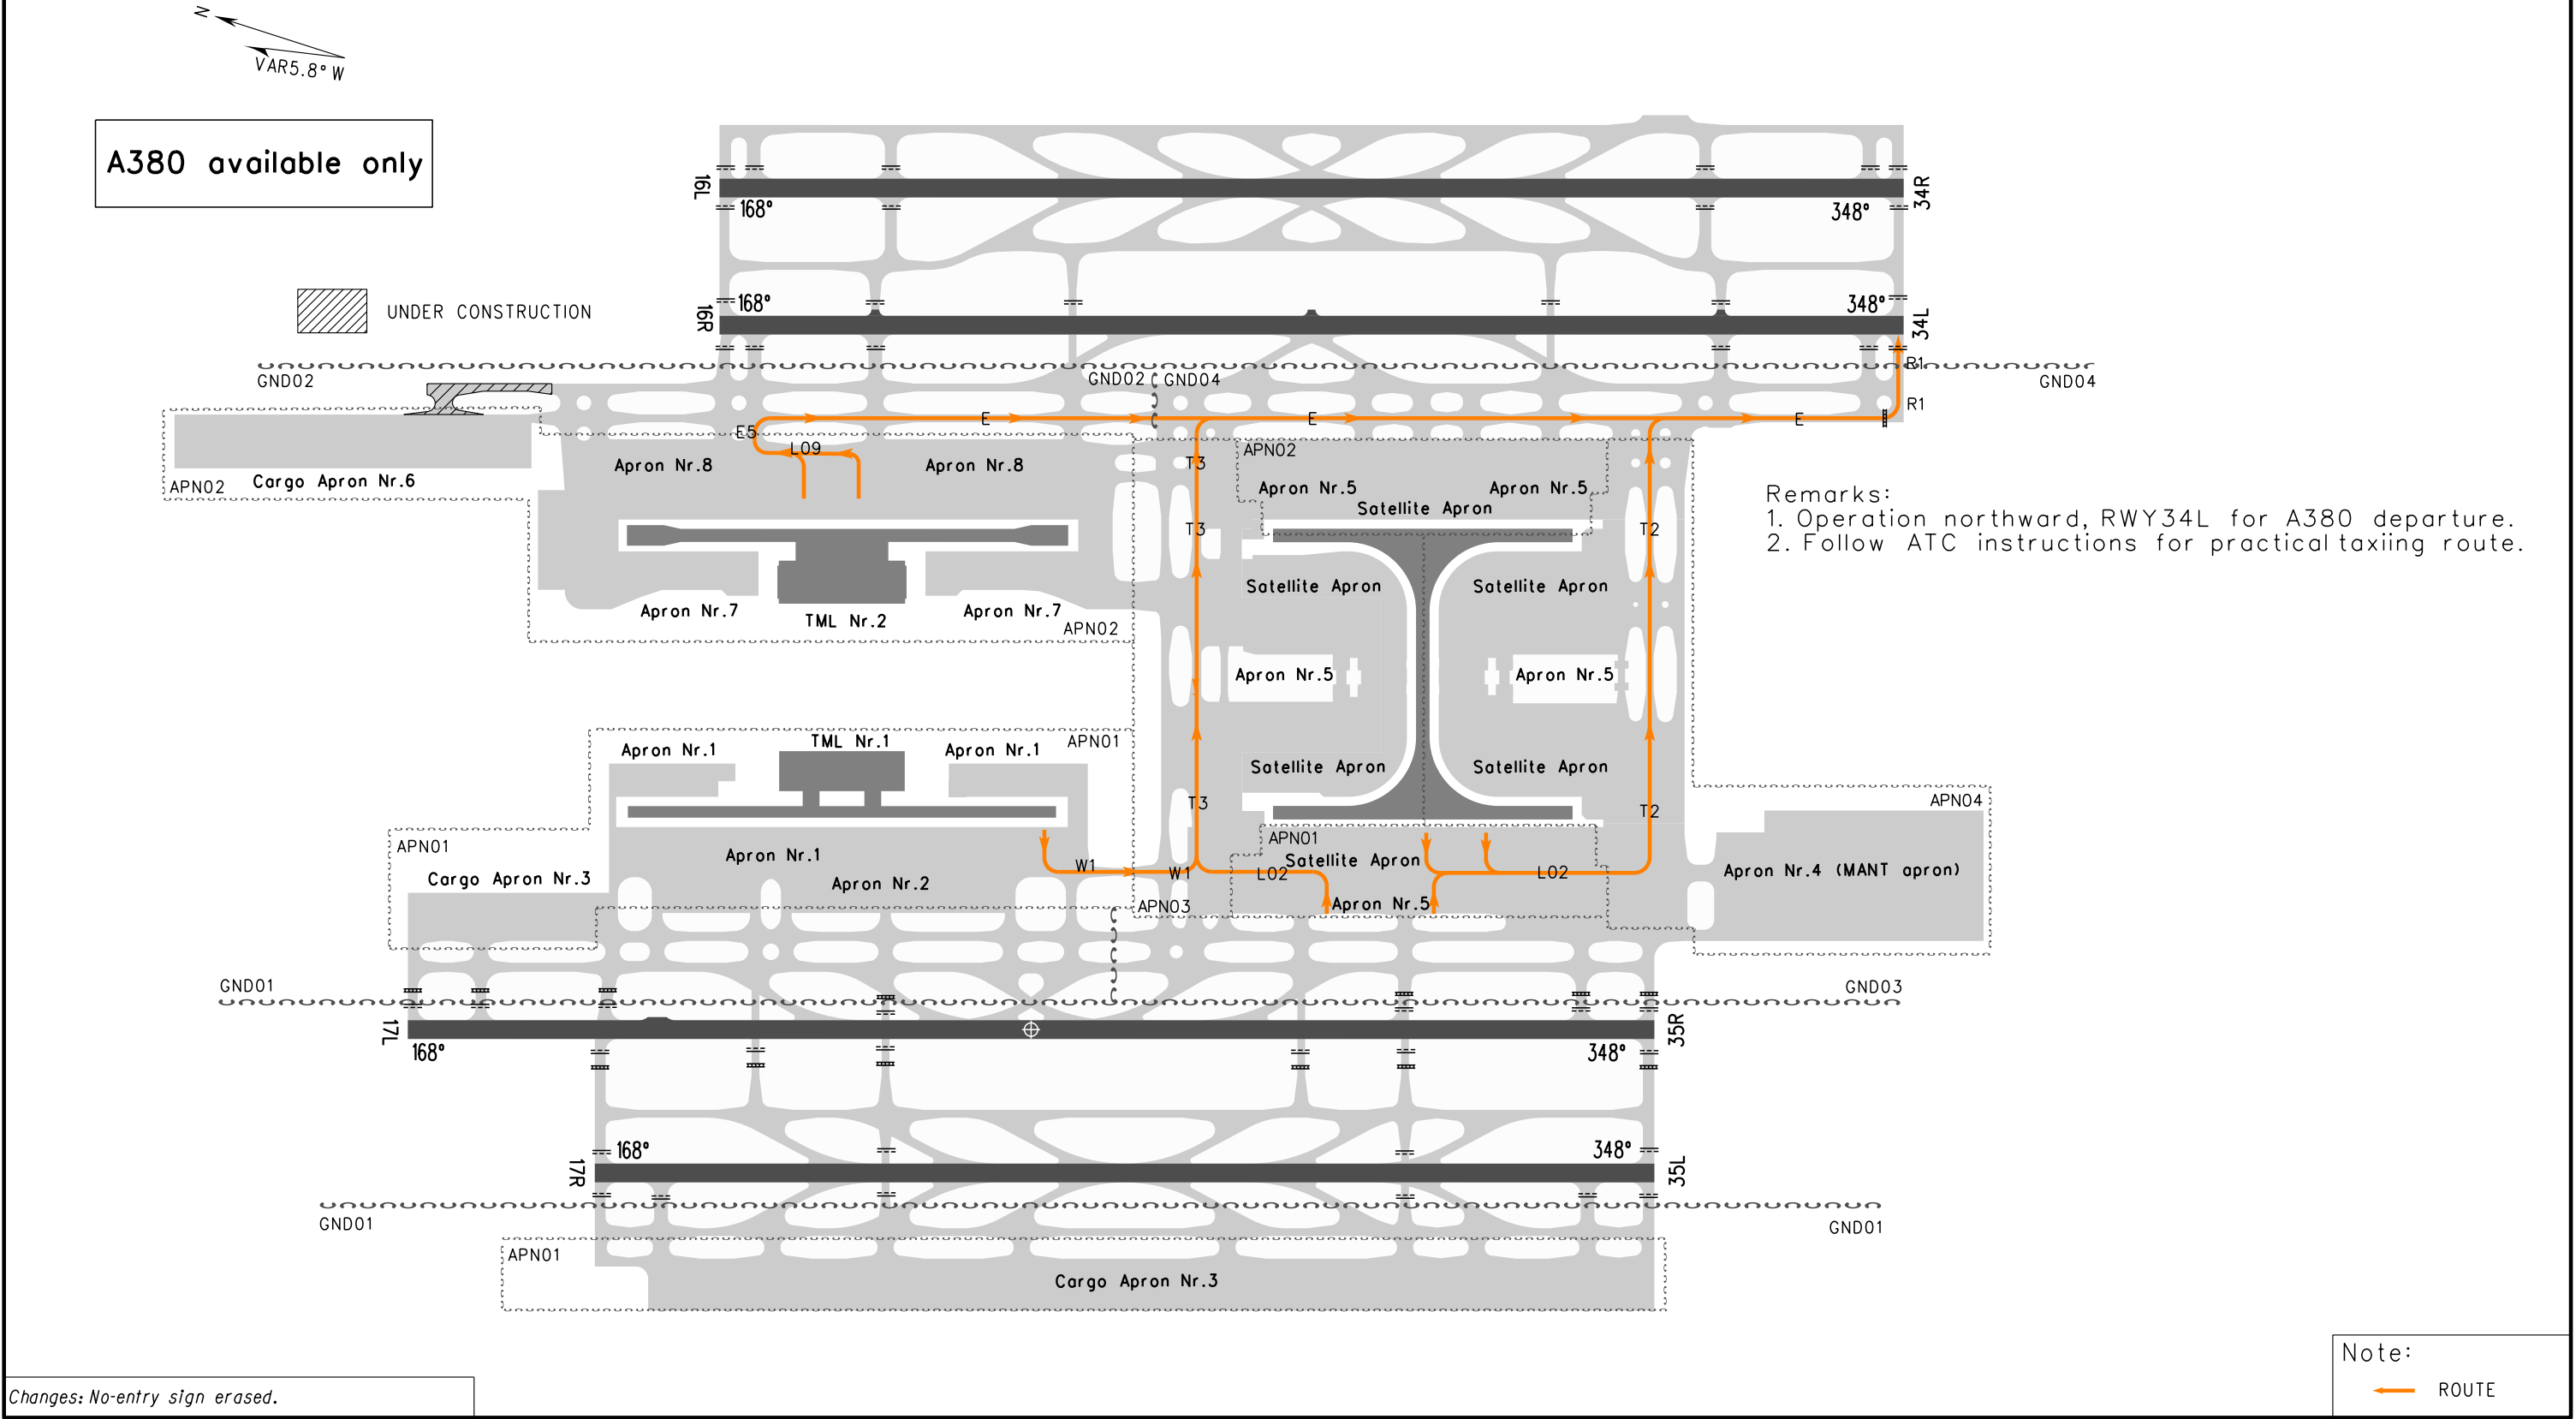 N
VAR5.8° W
A380 available only
16L
34R
168°
348°
UNDER CONSTRUCTION
16R
168°
348°
34L
R1
GND02
GND02
GND04
GND04
R1
E5
E
E
E
L09
APN02
Cargo Apron Nr.6
Apron Nr.8
Apron Nr.8
T3
APN02
Apron Nr.5
Apron Nr.5
Satellite Apron
T3
T2
Remarks:
1. Operation northward, RWY34L for A380 departure.
2. Follow ATC instructions for practical taxiing route.
Satellite Apron
Satellite Apron
Apron Nr.7
TML Nr.2
Apron Nr.7
APN02
Apron Nr.5
Apron Nr.5
Apron Nr.1
TML Nr.1
Apron Nr.1
APN01
Satellite Apron
Satellite Apron
T3
T2
APN04
APN01
APN01
Apron Nr.1
Satellite Apron
W1
W1
L02
L02
Apron Nr.4 (MANT apron)
Cargo Apron Nr.3
Apron Nr.2
APN03
Apron Nr.5
GND01
GND03
17L
35R
168°
348°
168°
348°
17R
35L
GND01
GND01
APN01
Cargo Apron Nr.3
Note:
ROUTE
Changes: No-entry sign erased.